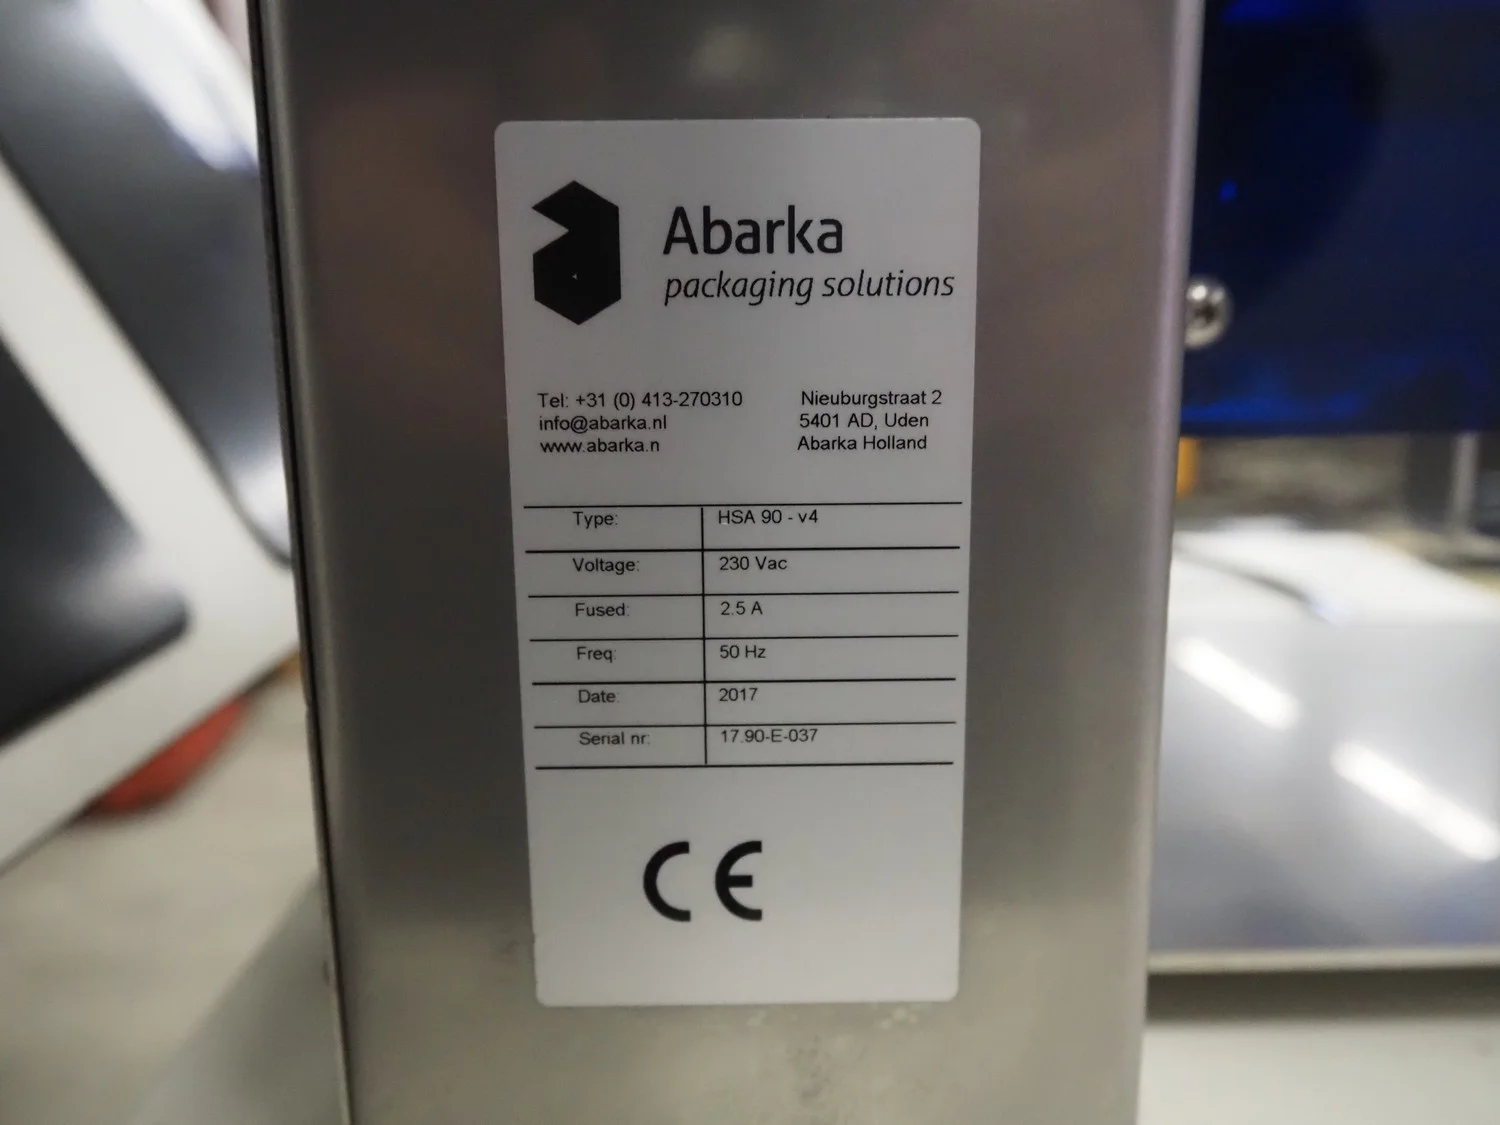 Abarka
packaging solutions
Tel: +31 (0) 413-270310
info@abarka.nl
www.abarka.n
Nieuburgstraat 2
5401 AD, Uden
Abarka Holland
Type: HSA 90 - v4
Voltage: 230 Vac
Fused: 2.5 A
Freq: 50 Hz
Date: 2017
Serial nr: 17.90-E-037
CE